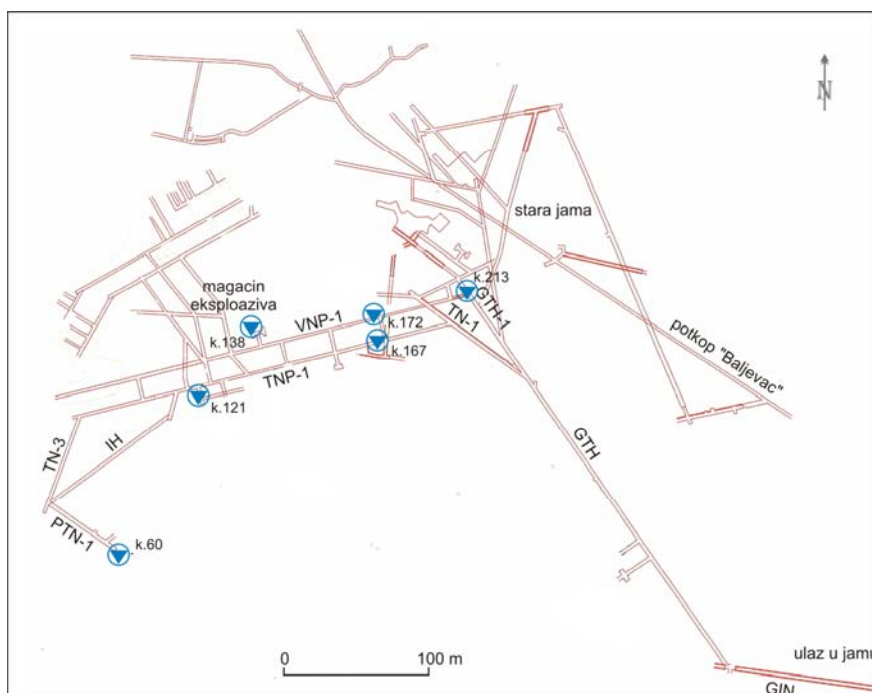 N
stara jama
magacin
eksploaziva
k.213
VNP-1
k.172
GTH-1
TN-1
k.138
k.167
potkop "Baljevac"
TNP-1
k.121
IH
TN-3
GTH
PTN-1
k.60
ulaz u jamu
0 100 m
GIN